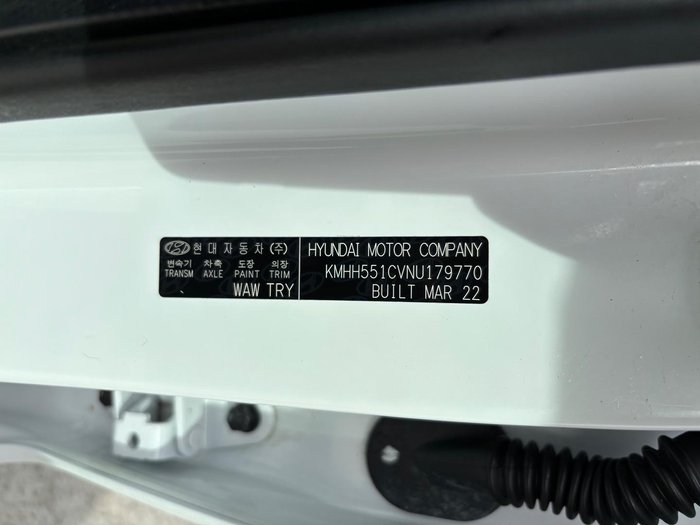 현대자동차(주)
변속기 차축 도장 의장
TRANSM AXLE PAINT TRIM
WAW TRY
HYUNDAI MOTOR COMPANY
KMHH551CVNU179770
BUILT MAR 22